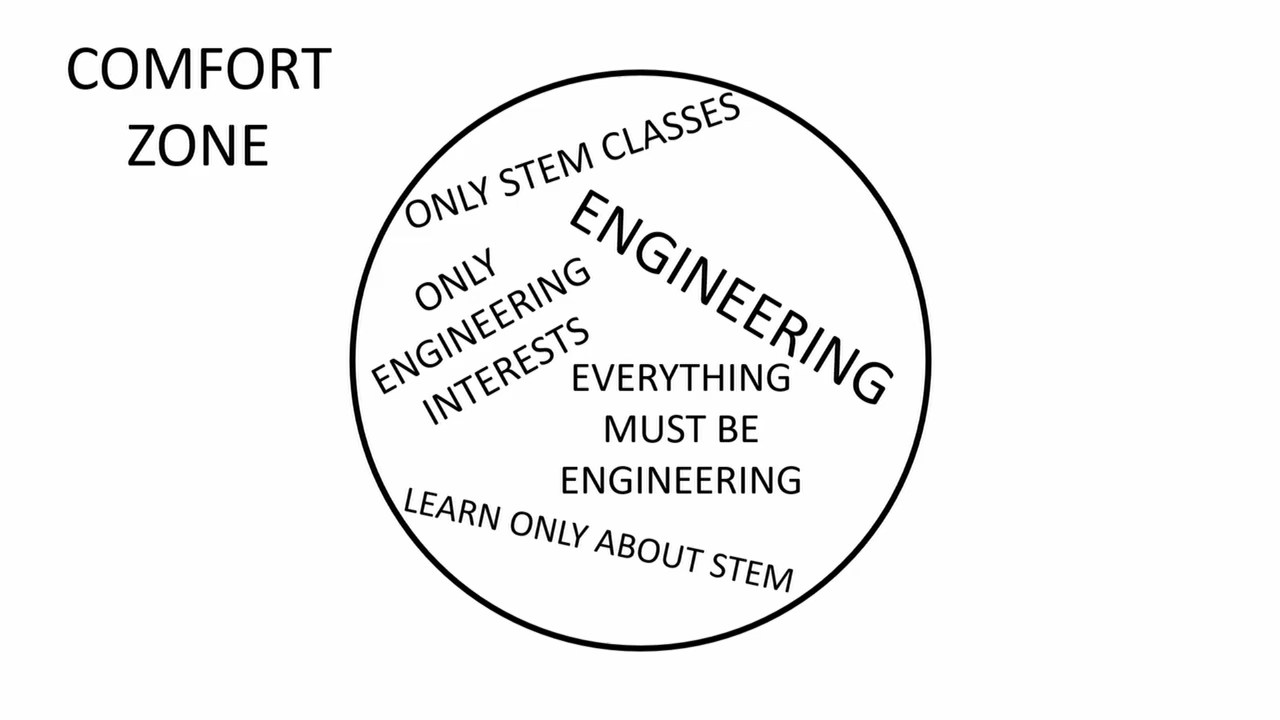 COMFORT
ZONE
ONLY STEM CLASSES
ENGINEERING
ONLY
ENGINEERING
INTERESTS
EVERYTHING
MUST BE
ENGINEERING
LEARN ONLY ABOUT STEM